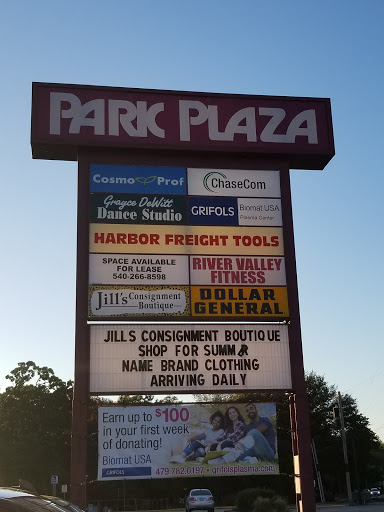 PARK PLAZA
COSMO PROF
ChaseCom
Grayce DeWitt
Dance Studio
GRIFOLS
Biomat USA
Plasma Center
HARBOR FREIGHT TOOLS
SPACE AVAILABLE
FOR LEASE
540-266-8598
RIVER VALLEY
FITNESS
Jill's Consignment
Boutique
DOLLAR
GENERAL
JILLS CONSIGNMENT BOUTIQUE
SHOP FOR SUMMR
NAME BRAND CLOTHING
ARRIVING DAILY
Earn up to $100
in your first week
of donating!
Biomat USA
GRIFOLS
479.782.0197 • grifolsplasma.com